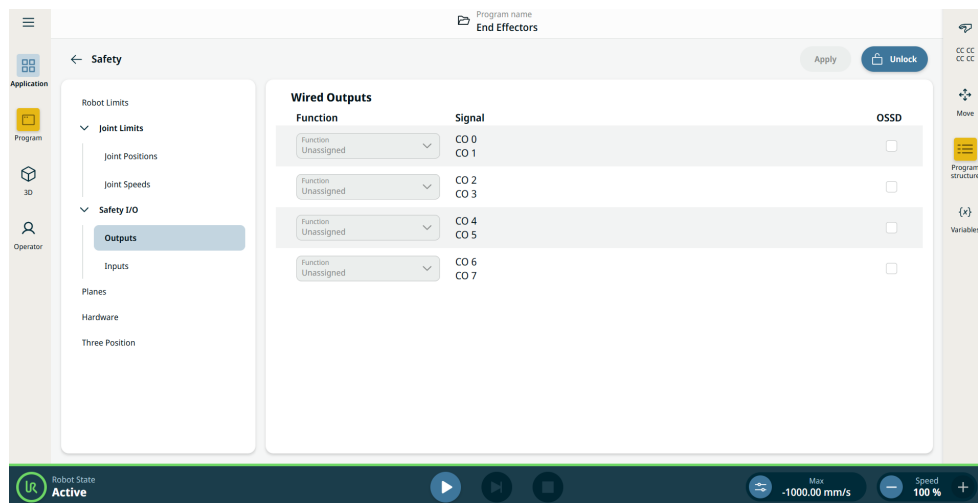 Program name
End Effectors
Application
Program
3D
Operator
Safety
Apply
Unlock
Robot Limits
Joint Limits
Joint Positions
Joint Speeds
Safety I/O
Outputs
Inputs
Planes
Hardware
Three Position
Wired Outputs
Function
Signal
OSSD
Function
Unassigned
CO 0
CO 1
Function
Unassigned
CO 2
CO 3
Function
Unassigned
CO 4
CO 5
Function
Unassigned
CO 6
CO 7
CC CC
CC CC
Move
Program
structure
{x}
Variables
Robot State
Active
Max
-1000.00 mm/s
Speed
100 %